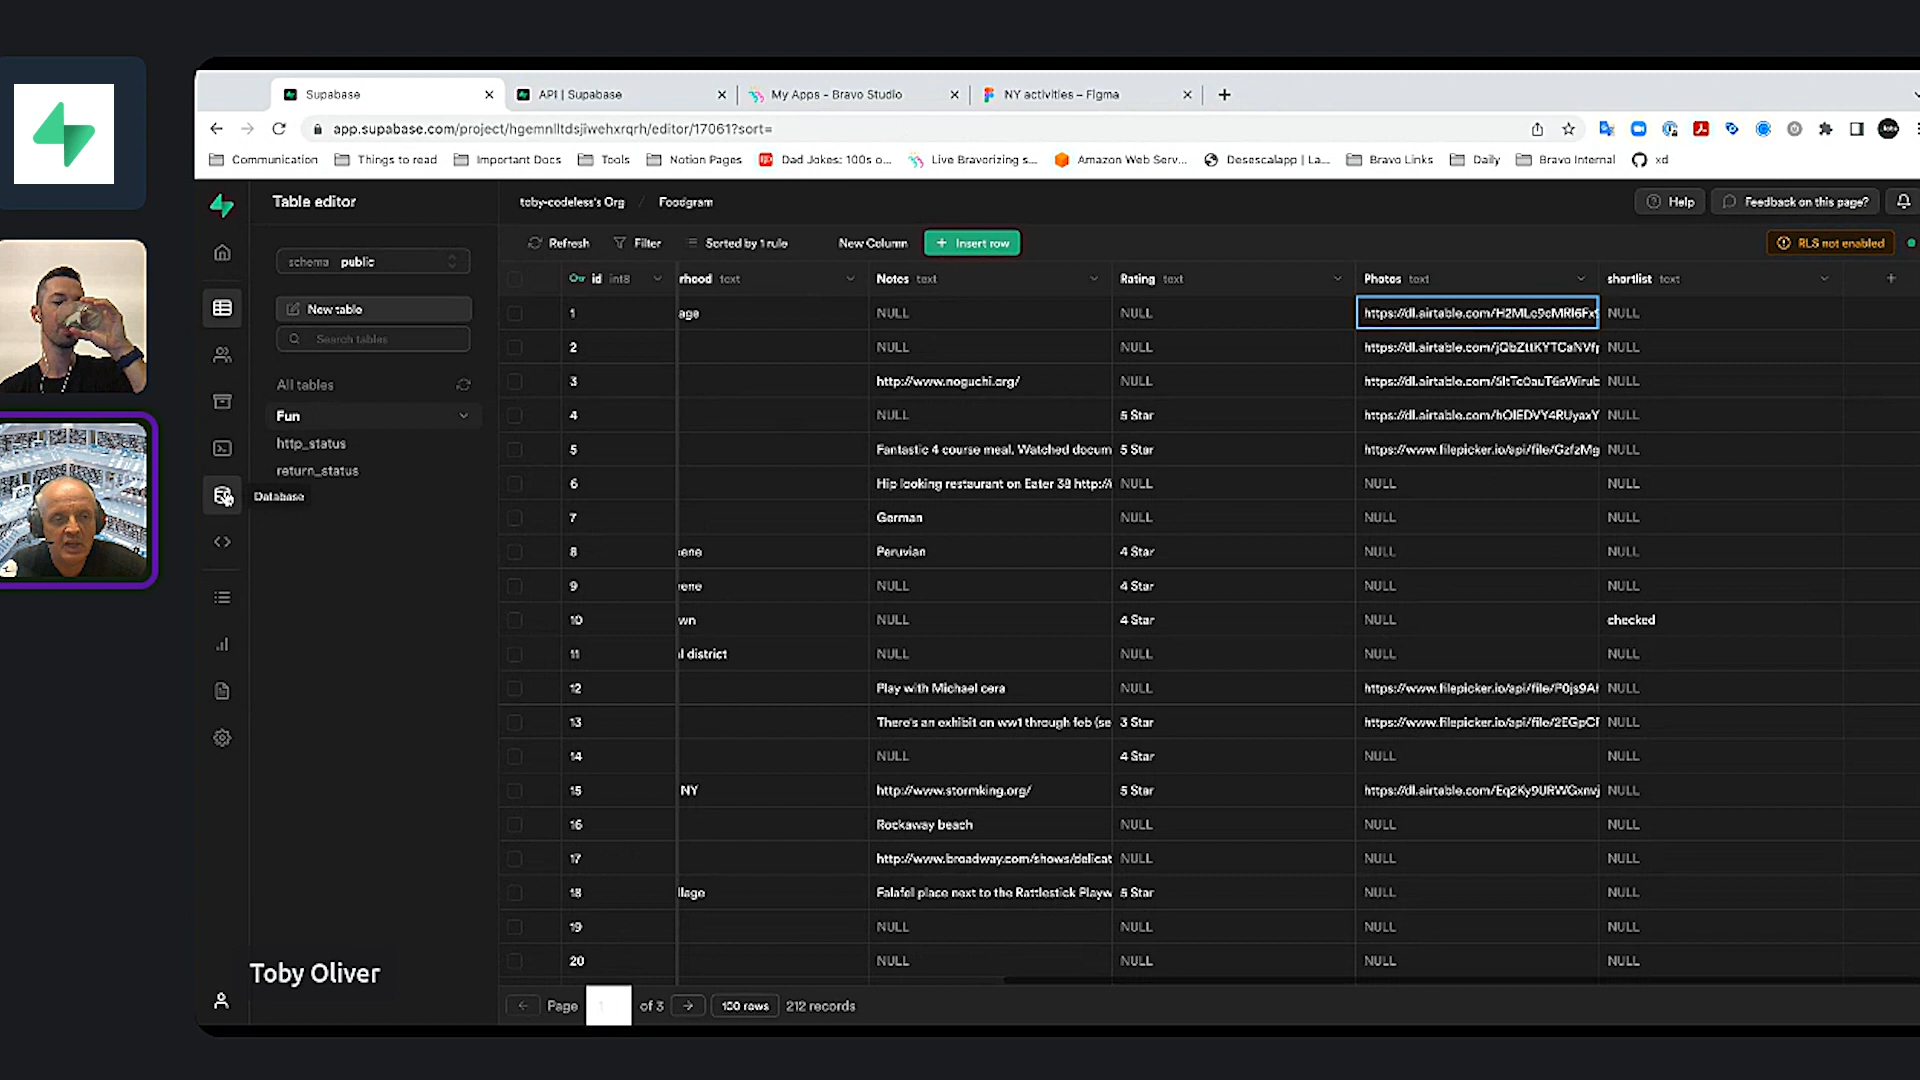 Supabase
API | Supabase
My Apps - Bravo Studio
NY activities – Figma
app.supabase.com/project/hgemnlltdsjiwehxrqrh/editor/17061?sort=
Communication
Things to read
Important Docs
Tools
Notion Pages
Dad Jokes: 100s o...
Live Bravorizing s...
Amazon Web Serv...
Desescalapp | La...
Bravo Links
Daily
Bravo Internal
xd
Table editor
toby-codeless's Org / Foodgram
Help
Feedback on this page?
Refresh
Filter
Sorted by 1 rule
New Column
+ Insert row
RLS not enabled
schema public
New table
Search tables
All tables
Fun
http_status
return_status
Database
id int8 rhood text Notes text Rating text Photos text shortlist text
1 age NULL NULL https://dl.airtable.com/ NULL
2 NULL NULL https://dl.airtable.com/ NULL
3 http://www.noguchi.org/ NULL https://dl.airtable.com/ NULL
4 NULL 5 Star https://dl.airtable.com/ NULL
5 Fantastic 4 course meal. Watched docum 5 Star https://www.filepicker.io/api/file/ NULL
6 Hip looking restaurant on Eater 38 http:// NULL NULL NULL
7 German NULL NULL NULL
8 ene Peruvian 4 Star NULL NULL
9 ene NULL 4 Star NULL NULL
10 wn NULL 4 Star NULL checked
11 l district NULL NULL NULL NULL
12 Play with Michael cera NULL https://www.filepicker.io/api/file/ NULL
13 There's an exhibit on ww1 through feb (se 3 Star https://www.filepicker.io/api/file/ NULL
14 NULL 4 Star NULL NULL
15 NY http://www.stormking.org/ 5 Star https://dl.airtable.com/ NULL
16 Rockaway beach NULL NULL NULL
17 http://www.broadway.com/shows/delicat NULL NULL NULL
18 llage Falafel place next to the Rattlestick Playw 5 Star NULL NULL
19 NULL NULL NULL NULL
20 NULL NULL NULL NULL
Toby Oliver
Page 1 of 3
100 rows
212 records